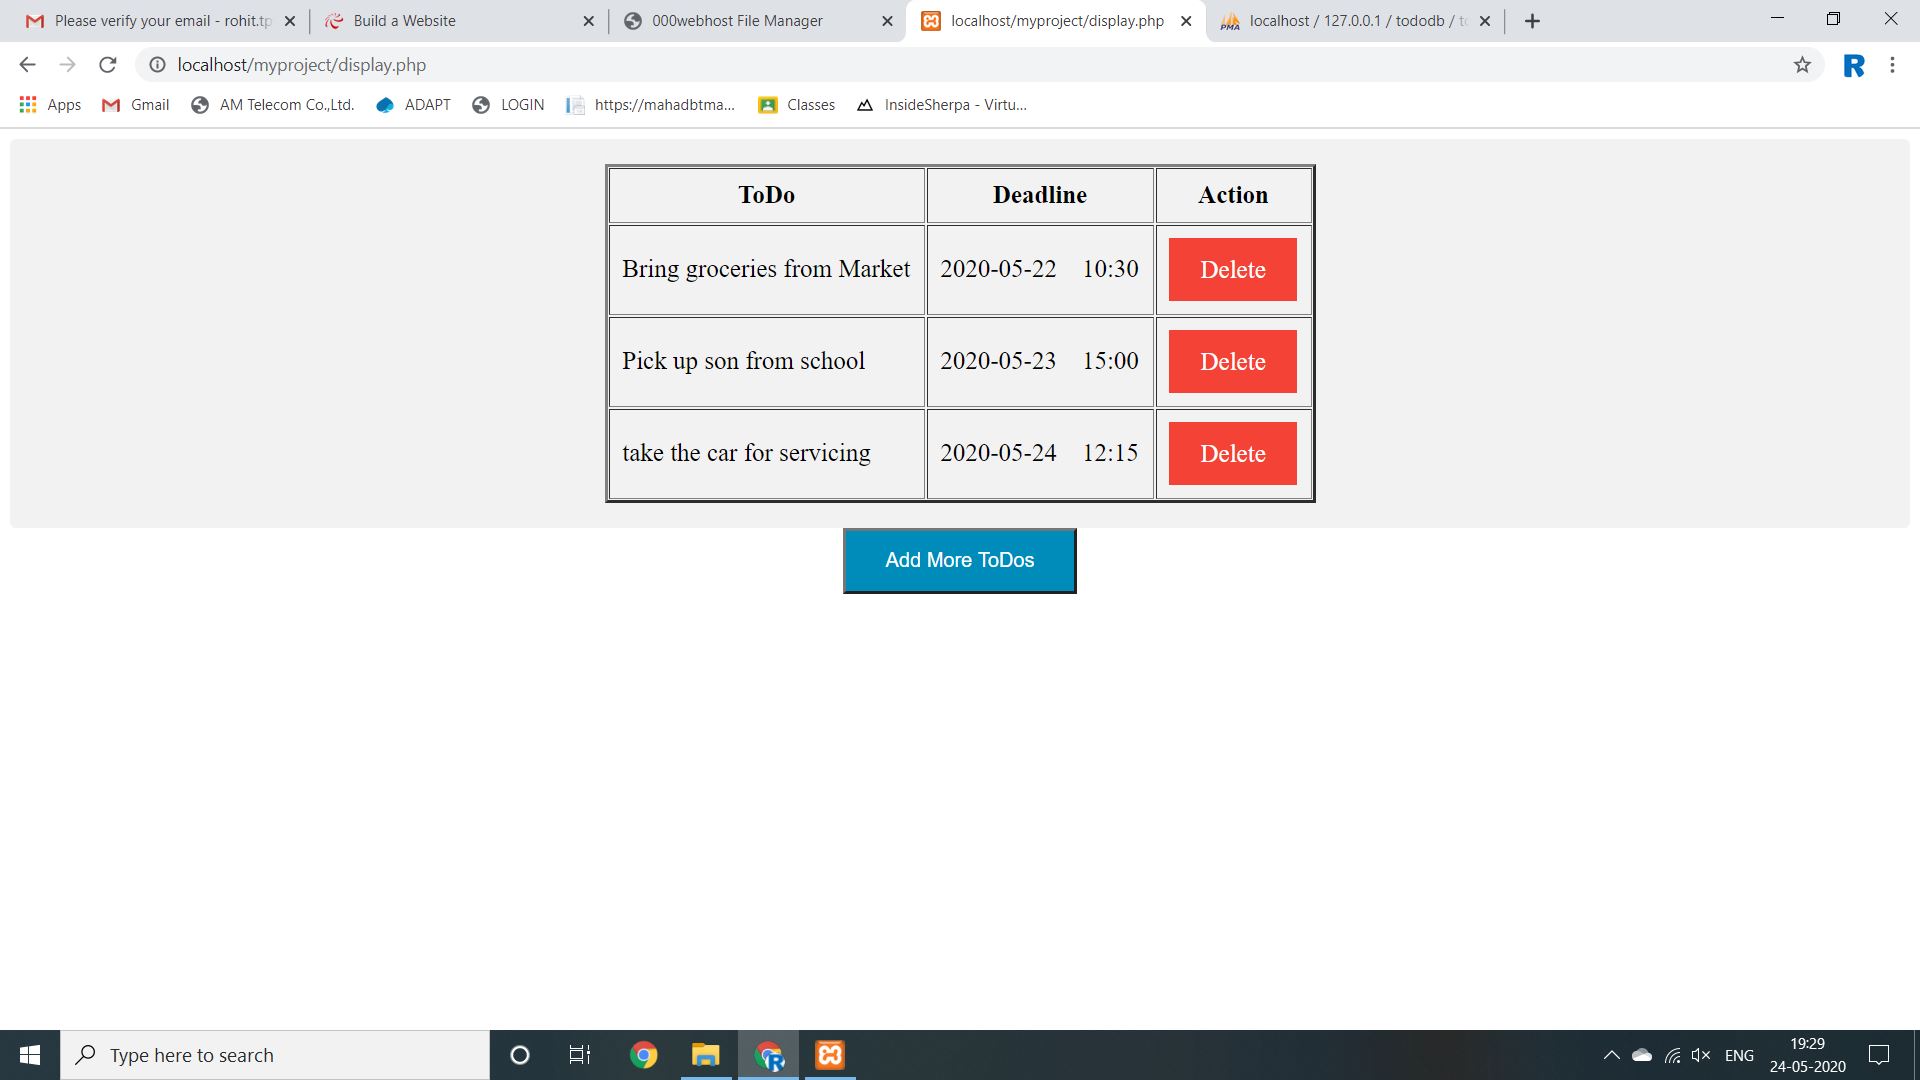 Please verify your email - rohit.tp
Build a Website
000webhost File Manager
localhost/myproject/display.php
localhost / 127.0.0.1 / tododb / to
localhost/myproject/display.php
Apps
Gmail
AM Telecom Co.,Ltd.
ADAPT
LOGIN
https://mahadbtma...
Classes
InsideSherpa - Virtu...
R
ToDo Deadline Action
Bring groceries from Market 2020-05-22 10:30 Delete
Pick up son from school 2020-05-23 15:00 Delete
take the car for servicing 2020-05-24 12:15 Delete
Add More ToDos
Type here to search
ENG
19:29
24-05-2020